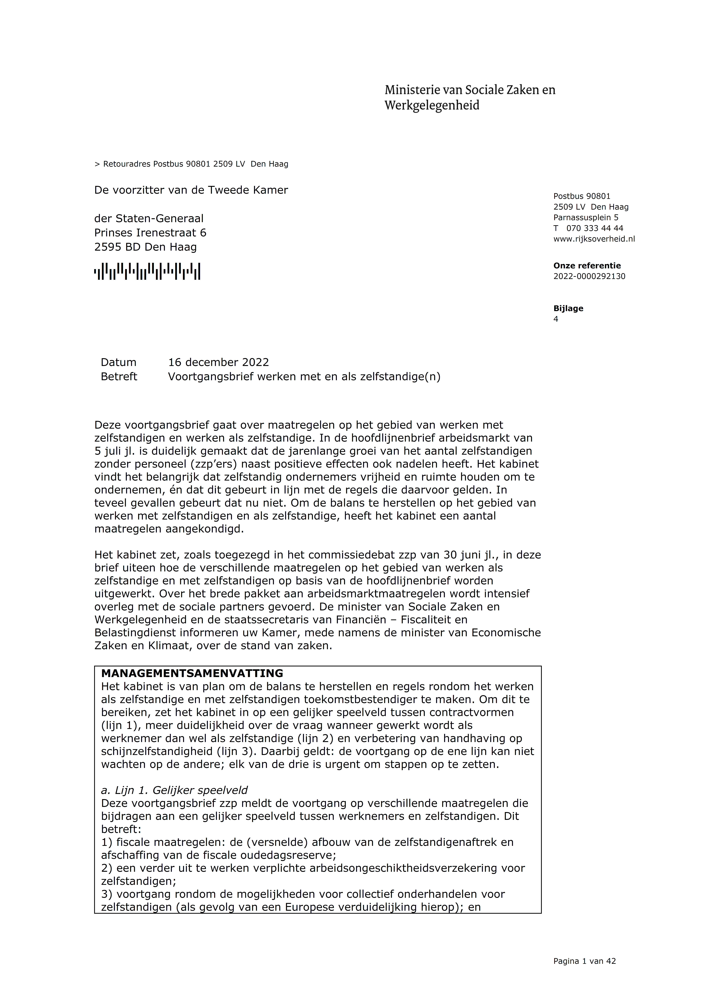 Ministerie van Sociale Zaken en
Werkgelegenheid
> Retouradres Postbus 90801 2509 LV  Den Haag
De voorzitter van de Tweede Kamer
der Staten-Generaal
Prinses Irenestraat 6
2595 BD Den Haag
Postbus 90801
2509 LV  Den Haag
Parnassusplein 5
T   070 333 44 44
www.rijksoverheid.nl
Onze referentie
2022-0000292130
Bijlage
4
Datum 16 december 2022
Betreft Voortgangsbrief werken met en als zelfstandige(n)
Deze voortgangsbrief gaat over maatregelen op het gebied van werken met
zelfstandigen en werken als zelfstandige. In de hoofdlijnenbrief arbeidsmarkt van
5 juli jl. is duidelijk gemaakt dat de jarenlange groei van het aantal zelfstandigen
zonder personeel (zzp’ers) naast positieve effecten ook nadelen heeft. Het kabinet
vindt het belangrijk dat zelfstandig ondernemers vrijheid en ruimte houden om te
ondernemen, én dat dit gebeurt in lijn met de regels die daarvoor gelden. In
teveel gevallen gebeurt dat nu niet. Om de balans te herstellen op het gebied van
werken met zelfstandigen en als zelfstandige, heeft het kabinet een aantal
maatregelen aangekondigd.
Het kabinet zet, zoals toegezegd in het commissiedebat zzp van 30 juni jl., in deze
brief uiteen hoe de verschillende maatregelen op het gebied van werken als
zelfstandige en met zelfstandigen op basis van de hoofdlijnenbrief worden
uitgewerkt. Over het brede pakket aan arbeidsmarktmaatregelen wordt intensief
overleg met de sociale partners gevoerd. De minister van Sociale Zaken en
Werkgelegenheid en de staatssecretaris van Financiën – Fiscaliteit en
Belastingdienst informeren uw Kamer, mede namens de minister van Economische
Zaken en Klimaat, over de stand van zaken.
MANAGEMENTSAMENVATTING
Het kabinet is van plan om de balans te herstellen en regels rondom het werken
als zelfstandige en met zelfstandigen toekomstbestendiger te maken. Om dit te
bereiken, zet het kabinet in op een gelijker speelveld tussen contractvormen
(lijn 1), meer duidelijkheid over de vraag wanneer gewerkt wordt als
werknemer dan wel als zelfstandige (lijn 2) en verbetering van handhaving op
schijnzelfstandigheid (lijn 3). Daarbij geldt: de voortgang op de ene lijn kan niet
wachten op de andere; elk van de drie is urgent om stappen op te zetten.
a. Lijn 1. Gelijker speelveld
Deze voortgangsbrief zzp meldt de voortgang op verschillende maatregelen die
bijdragen aan een gelijker speelveld tussen werknemers en zelfstandigen. Dit
betreft:
1) fiscale maatregelen: de (versnelde) afbouw van de zelfstandigenaftrek en
afschaffing van de fiscale oudedagsreserve;
2) een verder uit te werken verplichte arbeidsongeschiktheidsverzekering voor
zelfstandigen;
3) voortgang rondom de mogelijkheden voor collectief onderhandelen voor
zelfstandigen (als gevolg van een Europese verduidelijking hierop); en
Pagina 1 van 42